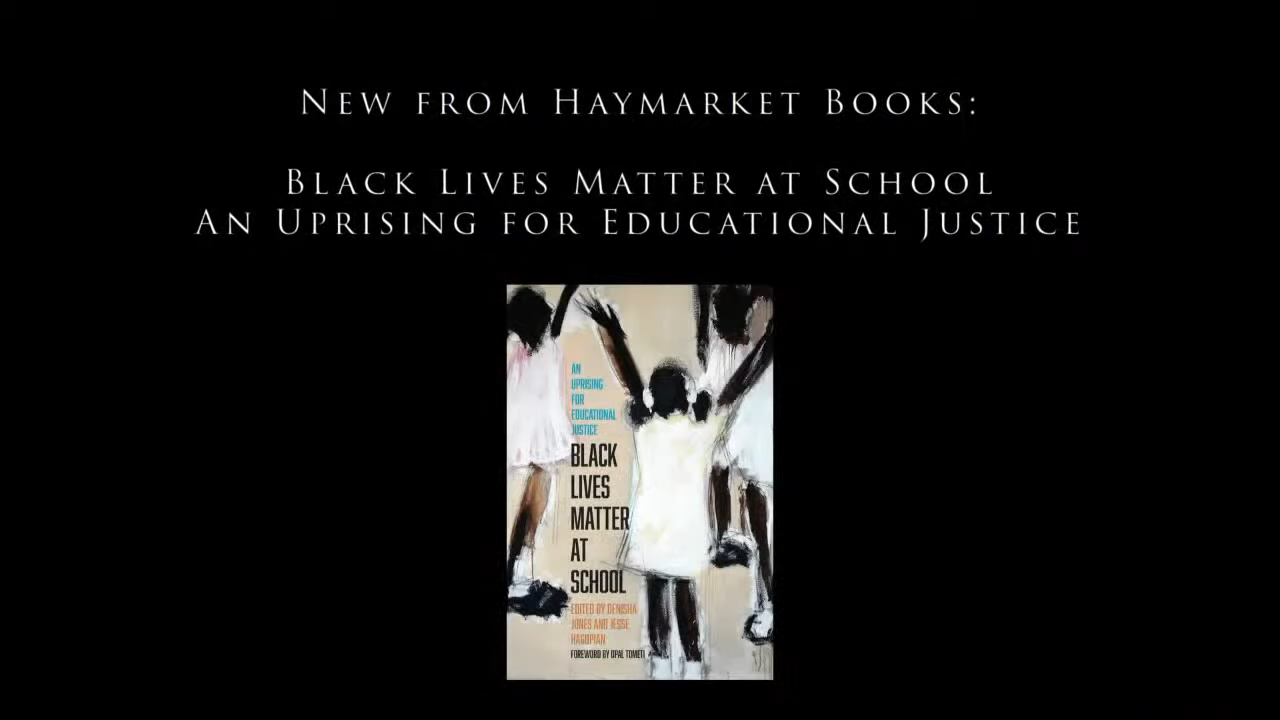 New from Haymarket Books:
Black Lives Matter at School
An Uprising for Educational Justice
AN
UPRISING
FOR
EDUCATIONAL
JUSTICE
BLACK
LIVES
MATTER
AT
SCHOOL
EDITED BY DENISHA
JONES AND JESSE
HAGOPIAN
FOREWORD BY OPAL TOMETI